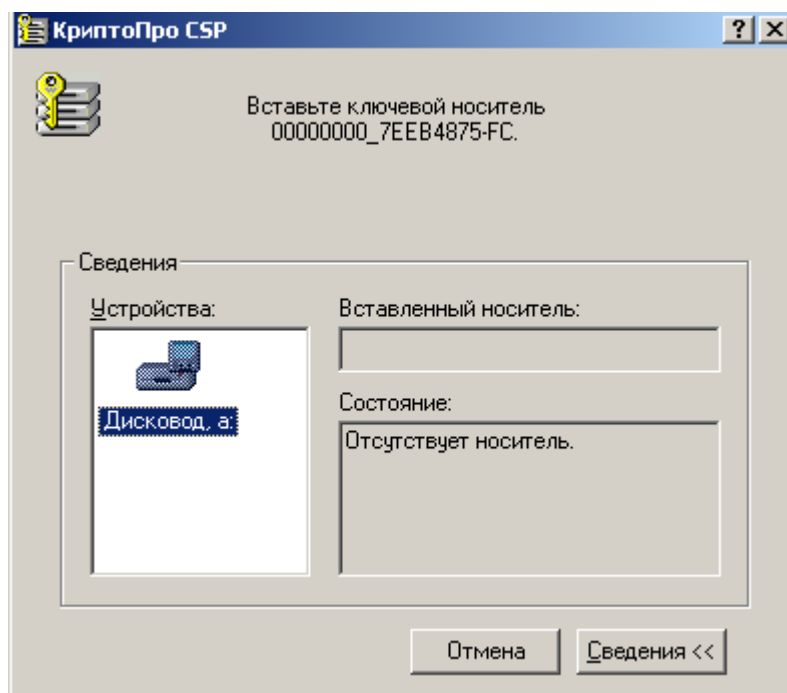 КриптоПро CSP
Вставьте ключевой носитель
00000000_7EEB4875-FC.
Сведения
Устройства:
Вставленный носитель:
Дисковод, a:
Состояние:
Отсутствует носитель.
Отмена
Сведения <<